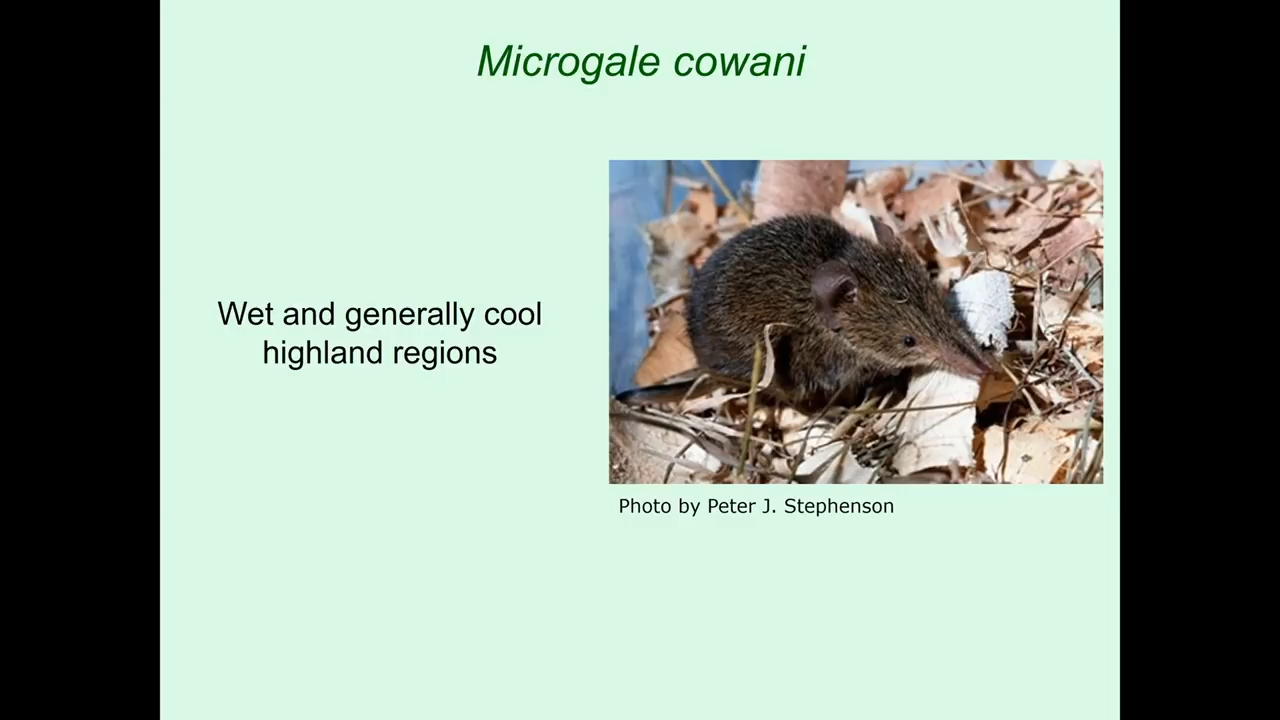 Microgale cowani
Wet and generally cool
highland regions
Photo by Peter J. Stephenson